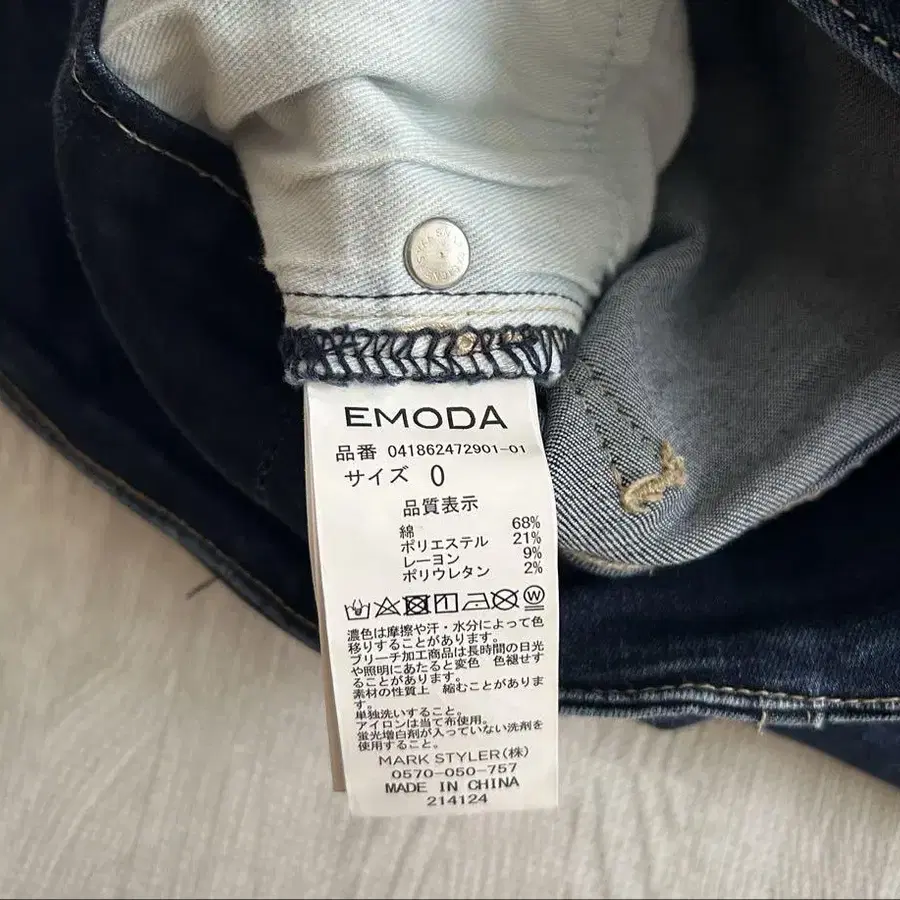 EMODA
品番 041862472901-01
サイズ 0
品質表示
綿 68%
ポリエステル 21%
レーヨン 9%
ポリウレタン 2%
濃色は摩擦や汗・水分によって色
移りすることがあります。
ブリーチ加工商品は長時間の日光
や照明にあたると変色 色褪せす
ることがあります。
素材の性質上 縮むことがありま
す。
単独洗いすること。
アイロンは当て布使用。
蛍光増白剤が入っていない洗剤を
使用すること。
MARK STYLER(株)
0570-050-757
MADE IN CHINA
214124